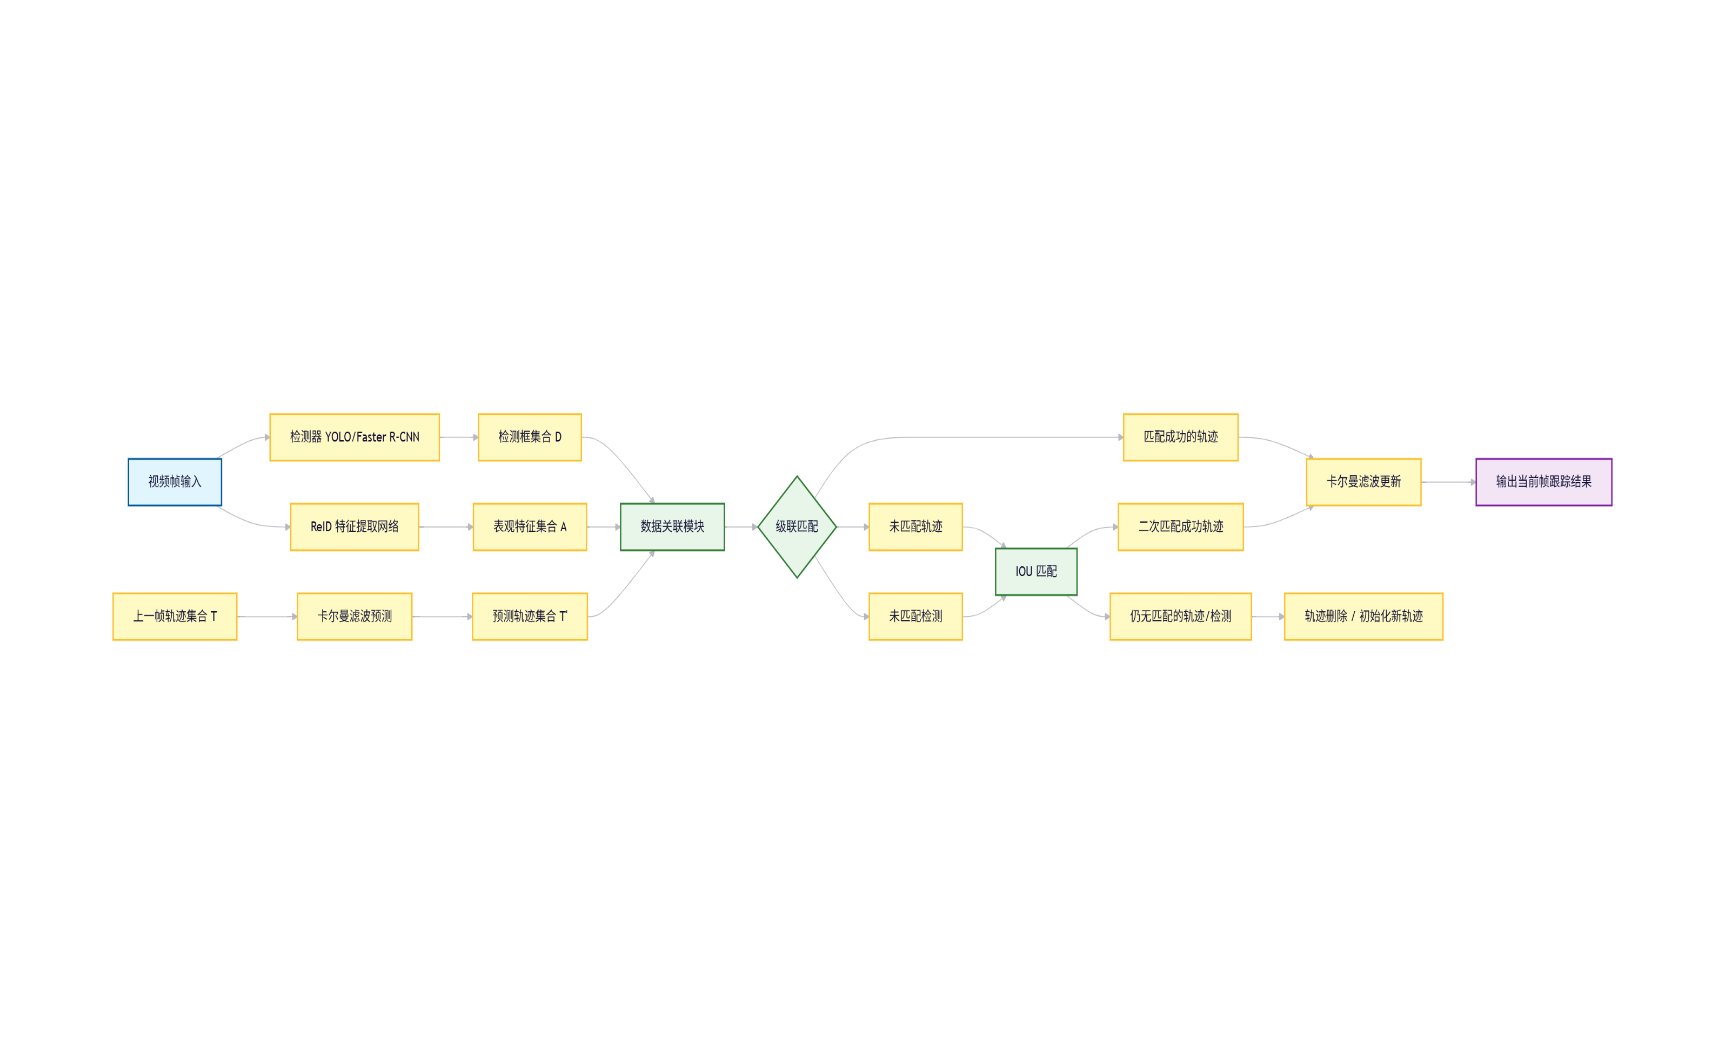 视频帧输入
检测器 YOLO/Faster R-CNN
检测框集合 D
ReID 特征提取网络
表观特征集合 A
上一帧轨迹集合 T
卡尔曼滤波预测
预测轨迹集合 T'
数据关联模块
级联匹配
匹配成功的轨迹
未匹配轨迹
未匹配检测
IOU 匹配
二次匹配成功轨迹
仍无匹配的轨迹/检测
轨迹删除 / 初始化新轨迹
卡尔曼滤波更新
输出当前帧跟踪结果